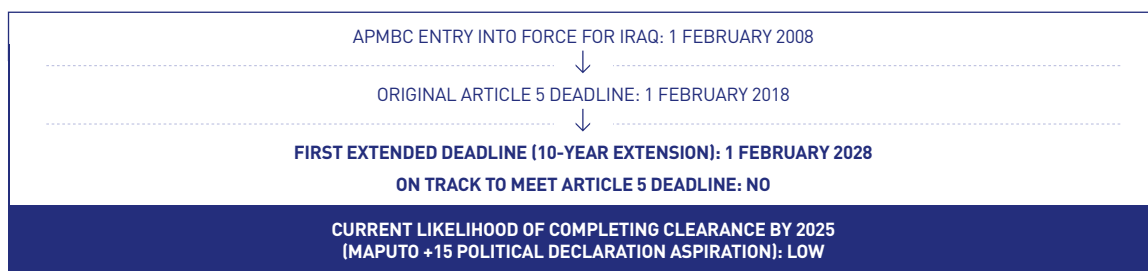 APMBC ENTRY INTO FORCE FOR IRAQ: 1 FEBRUARY 2008
ORIGINAL ARTICLE 5 DEADLINE: 1 FEBRUARY 2018
FIRST EXTENDED DEADLINE (10-YEAR EXTENSION): 1 FEBRUARY 2028
ON TRACK TO MEET ARTICLE 5 DEADLINE: NO
CURRENT LIKELIHOOD OF COMPLETING CLEARANCE BY 2025
(MAPUTO +15 POLITICAL DECLARATION ASPIRATION): LOW